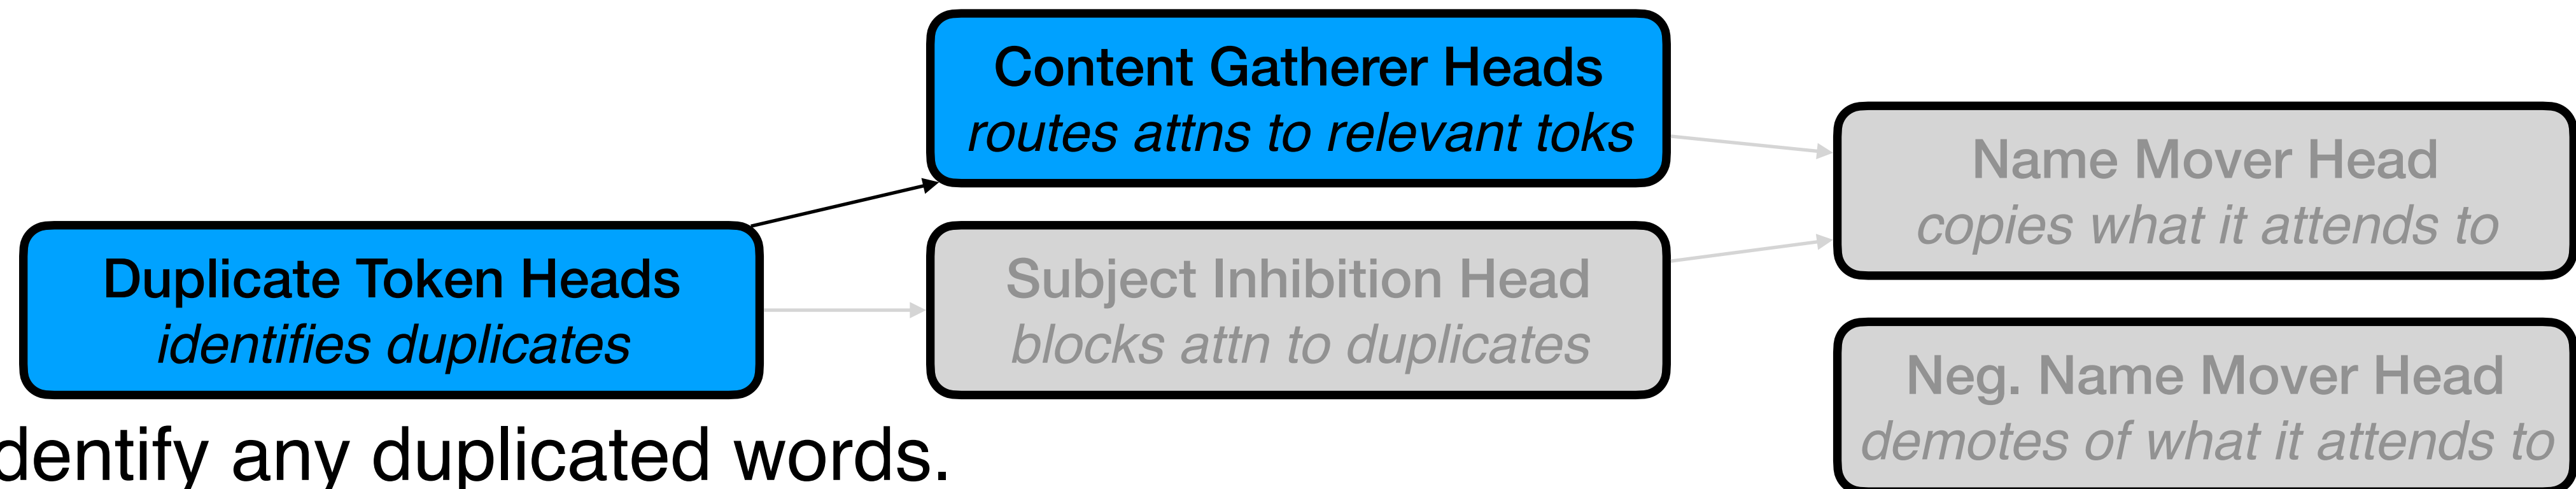 Content Gatherer Heads
routes attns to relevant toks
Name Mover Head
copies what it attends to
Duplicate Token Heads
identifies duplicates
Subject Inhibition Head
blocks attn to duplicates
Neg. Name Mover Head
demotes of what it attends to
dentify any duplicated words.